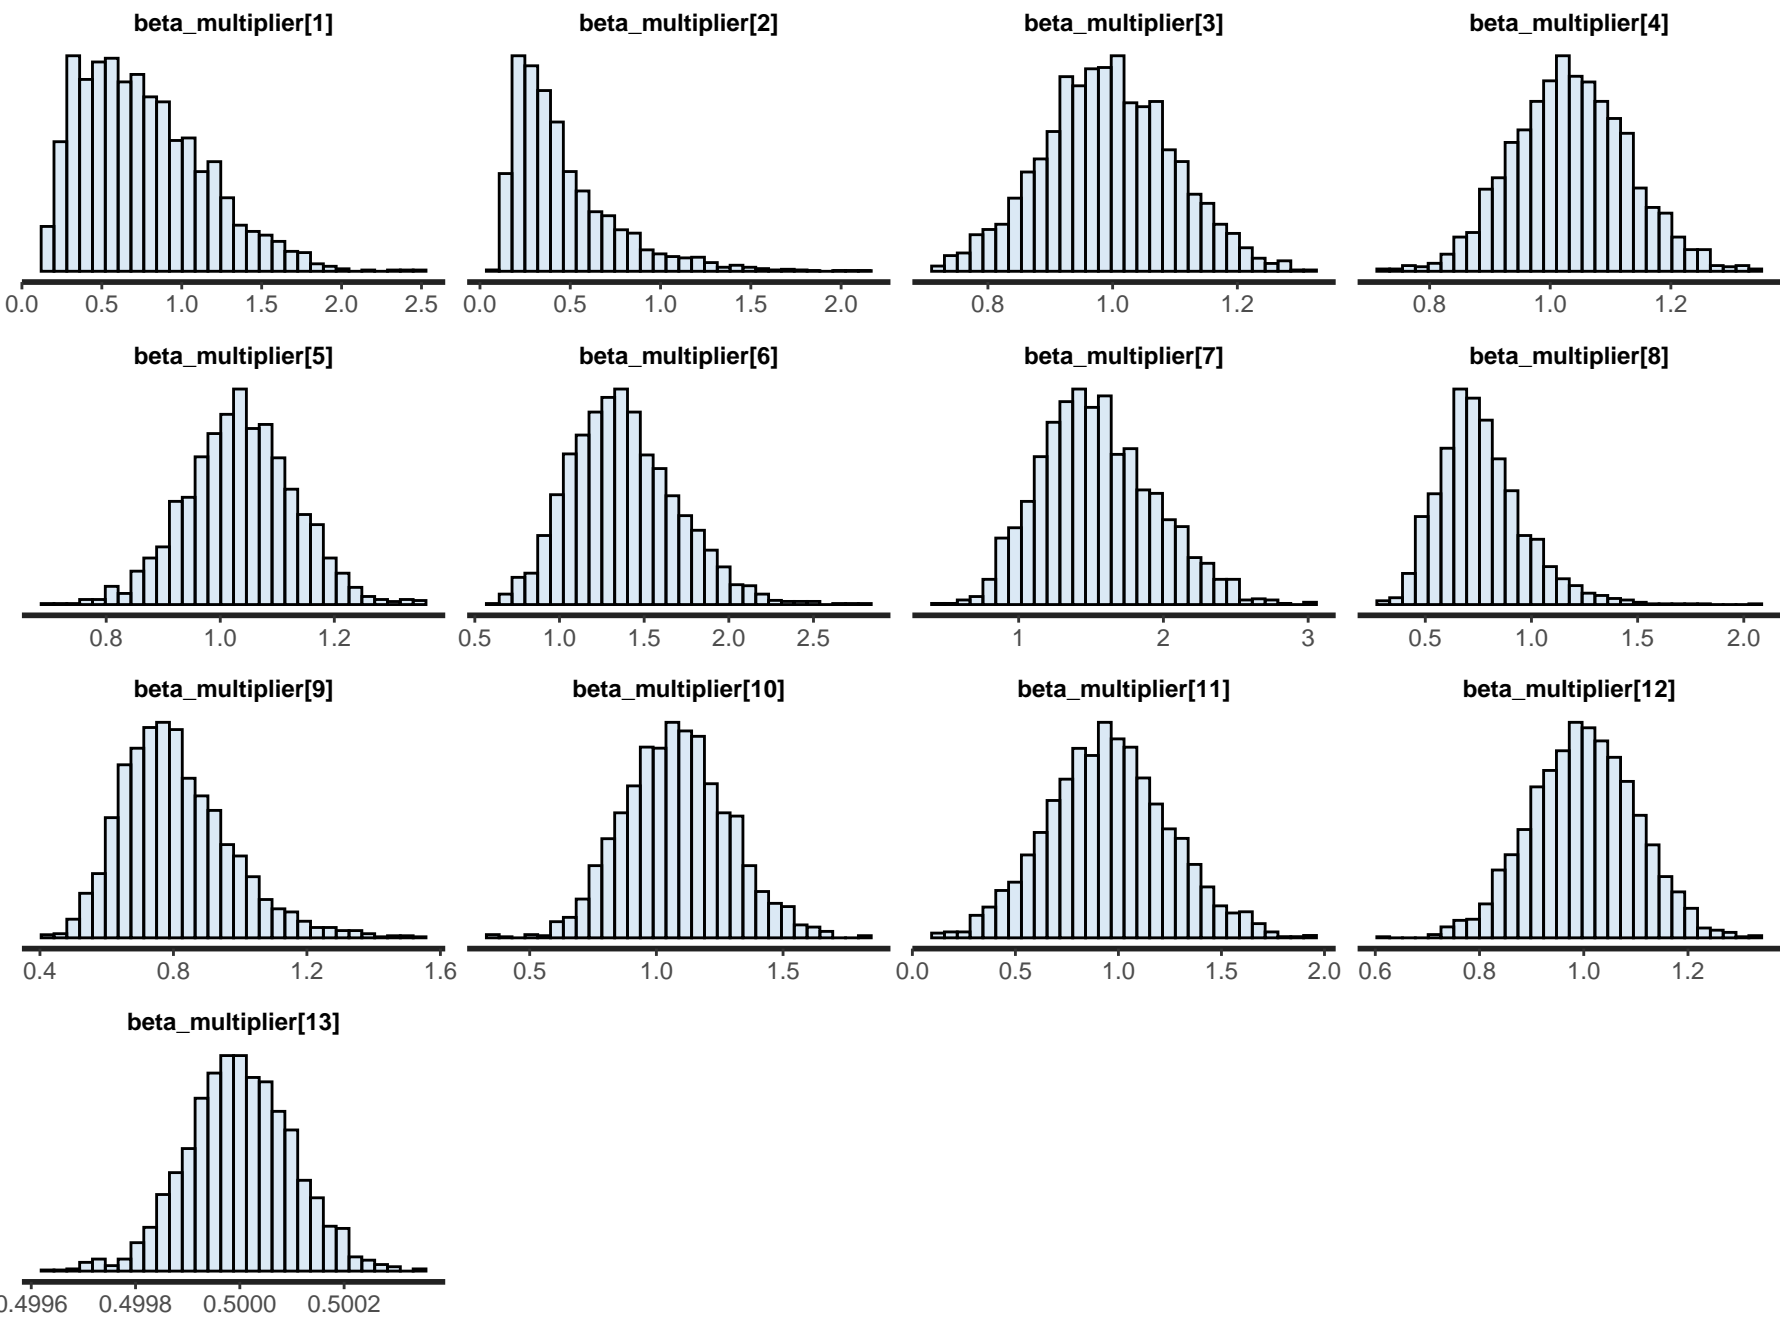 beta_multiplier[1] beta_multiplier[2] beta_multiplier[3] beta_multiplier[4]
0.0 0.5 1.0 1.5 2.0 2.5 0.0 0.5 1.0 1.5 2.0 0.8 1.0 1.2 0.8 1.0 1.2
beta_multiplier[5] beta_multiplier[6] beta_multiplier[7] beta_multiplier[8]
0.8 1.0 1.2 0.5 1.0 1.5 2.0 2.5 1 2 3 0.5 1.0 1.5 2.0
beta_multiplier[9] beta_multiplier[10] beta_multiplier[11] beta_multiplier[12]
0.4 0.8 1.2 1.6 0.5 1.0 1.5 0.0 0.5 1.0 1.5 2.0 0.6 0.8 1.0 1.2
beta_multiplier[13]
0.4996 0.4998 0.5000 0.5002